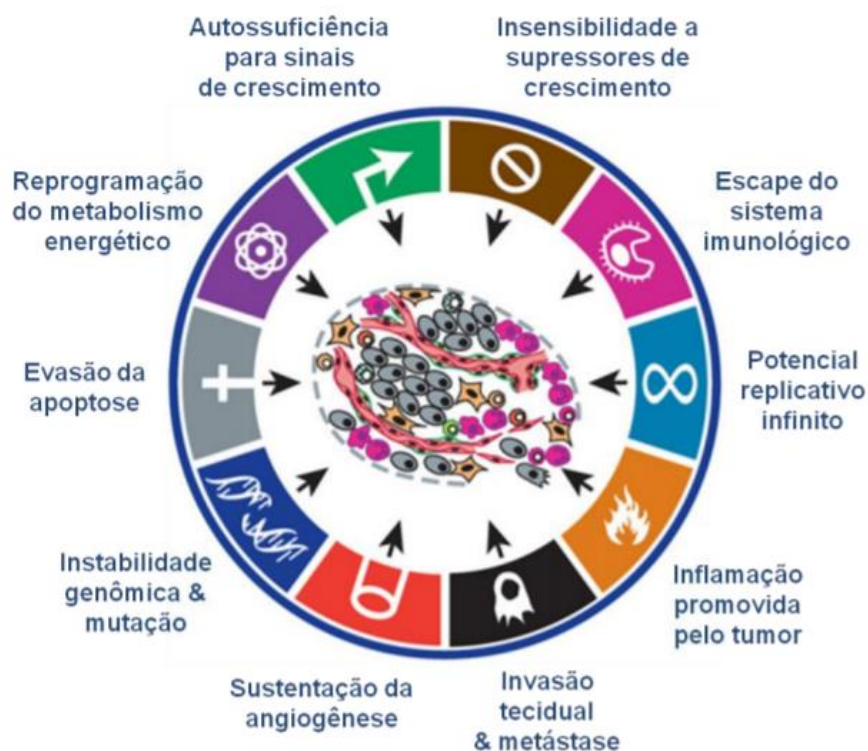 Autossuficiência
para sinais
de crescimento
Insensibilidade a
supressores de
crescimento
Reprogramação
do metabolismo
energético
Escape do
sistema
imunológico
Evasão da
apoptose
Potencial
replicativo
infinito
Instabilidade
genômica &
mutação
Inflamação
promovida
pelo tumor
Sustentação da
angiogênese
Invasão
tecidual
& metástase